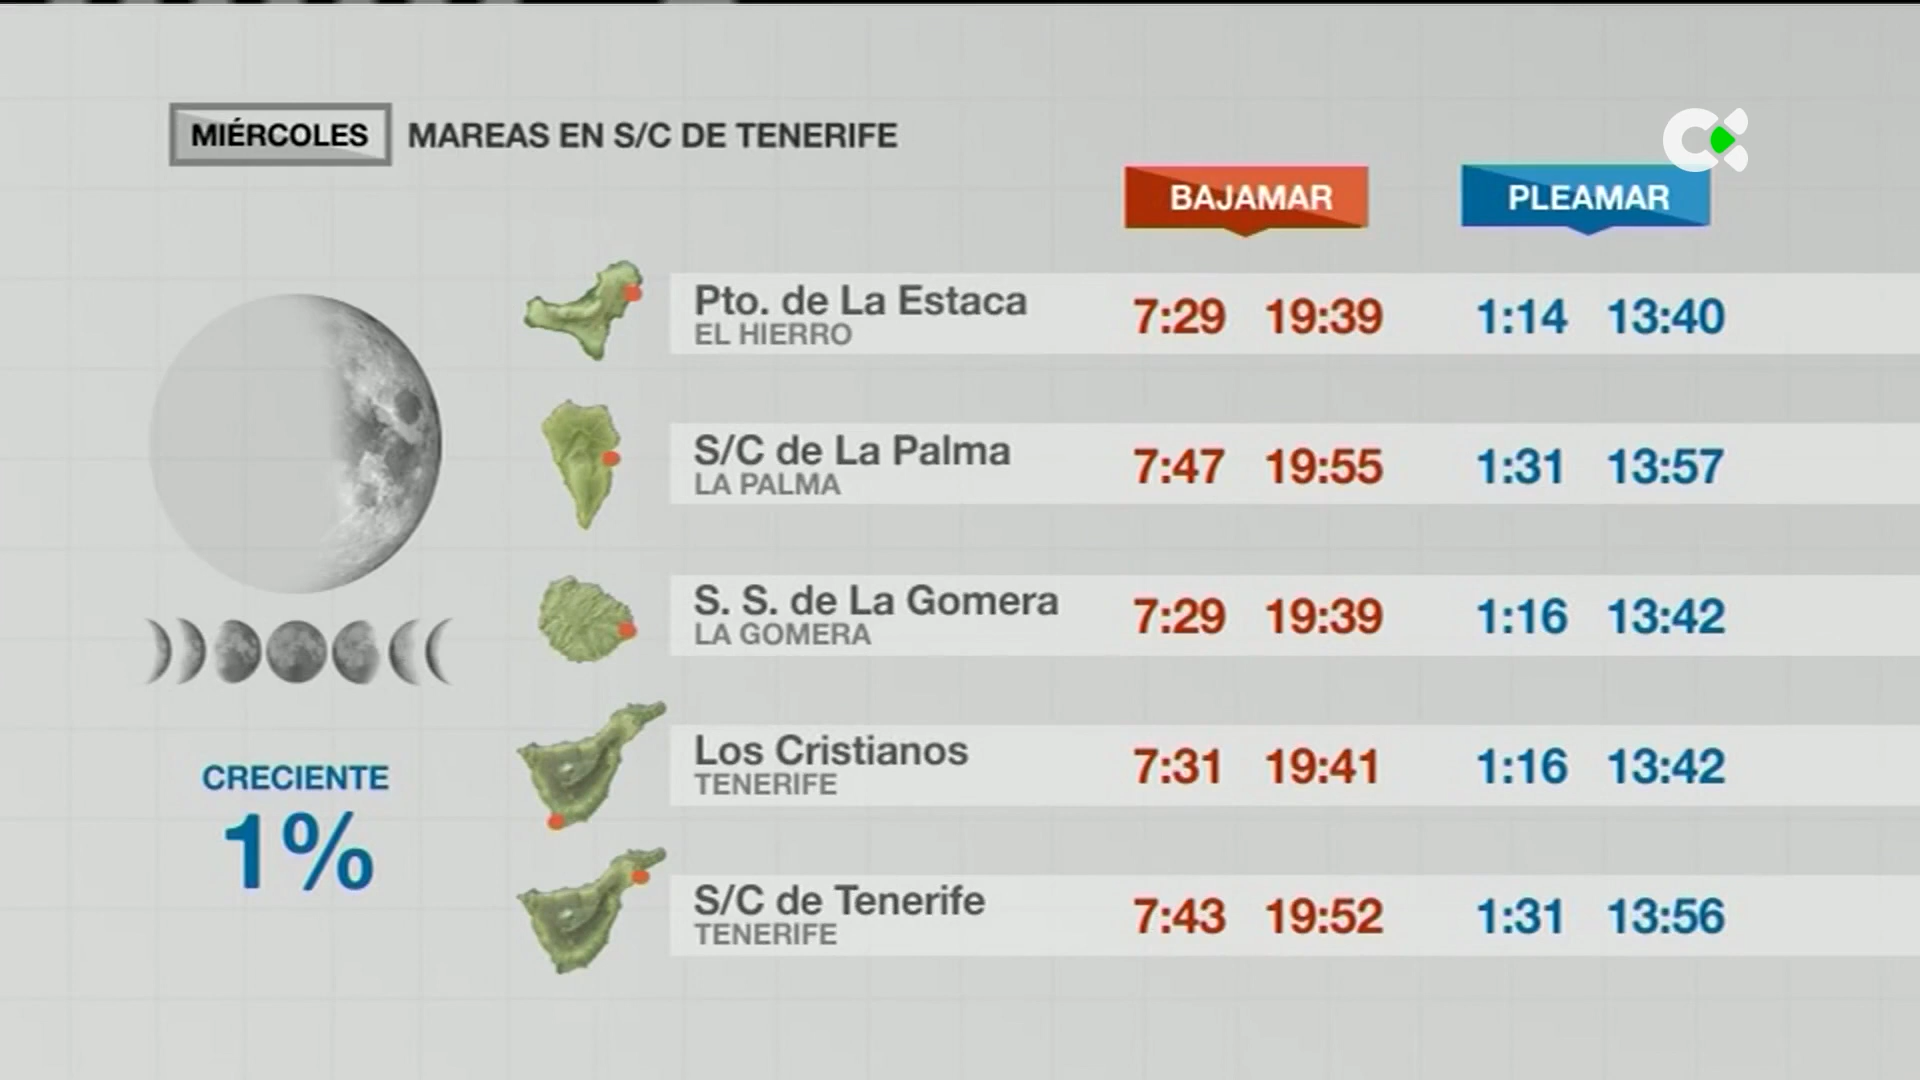 MIÉRCOLES MAREAS EN S/C DE TENERIFE
BAJAMAR PLEAMAR
Pto. de La Estaca 7:29 19:39 1:14 13:40
EL HIERRO
S/C de La Palma 7:47 19:55 1:31 13:57
LA PALMA
S. S. de La Gomera 7:29 19:39 1:16 13:42
LA GOMERA
Los Cristianos 7:31 19:41 1:16 13:42
TENERIFE
S/C de Tenerife 7:43 19:52 1:31 13:56
TENERIFE
CRECIENTE
1%